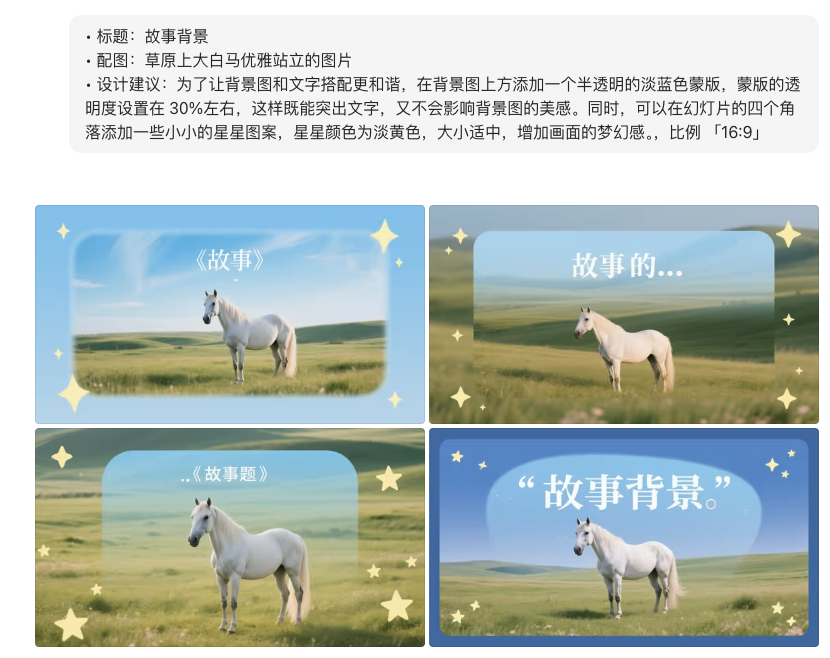 • 标题：故事背景
• 配图：草原上大白马优雅站立的图片
• 设计建议：为了让背景图和文字搭配更和谐，在背景图上方添加一个半透明的淡蓝色蒙版，蒙版的透
明度设置在 30%左右，这样既能突出文字，又不会影响背景图的美感。同时，可以在幻灯片的四个角
落添加一些小小的星星图案，星星颜色为淡黄色，大小适中，增加画面的梦幻感。，比例 「16:9」
《故事》
故事的...
..《故事题》
“故事背景。”